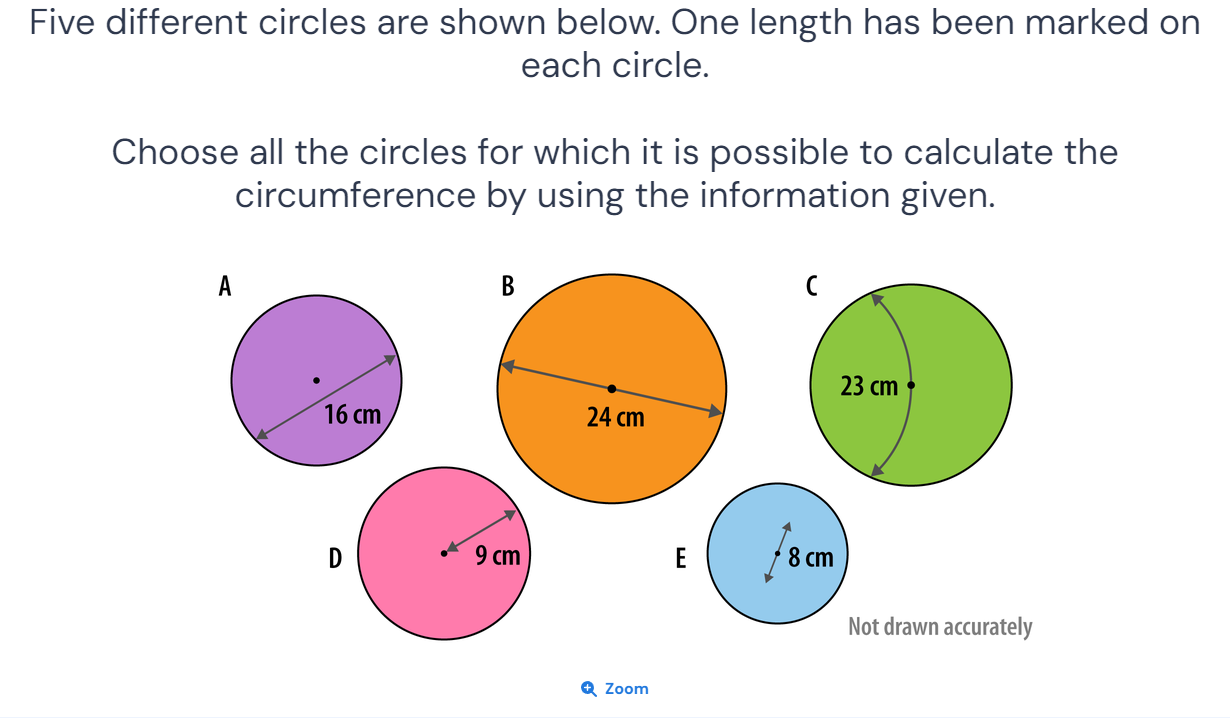 Five different circles are shown below. One length has been marked on
each circle.
Choose all the circles for which it is possible to calculate the
circumference by using the information given.
A
B
C
16 cm
24 cm
23 cm
D
9 cm
E
8 cm
Not drawn accurately
Zoom